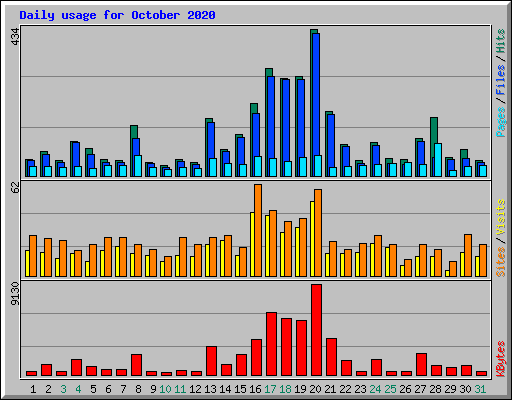 Daily usage for October 2020
434
Pages / Files / Hits
62
Sites / Visits
9130
KBytes
1 2 3 4 5 6 7 8 9 10 11 12 13 14 15 16 17 18 19 20 21 22 23 24 25 26 27 28 29 30 31